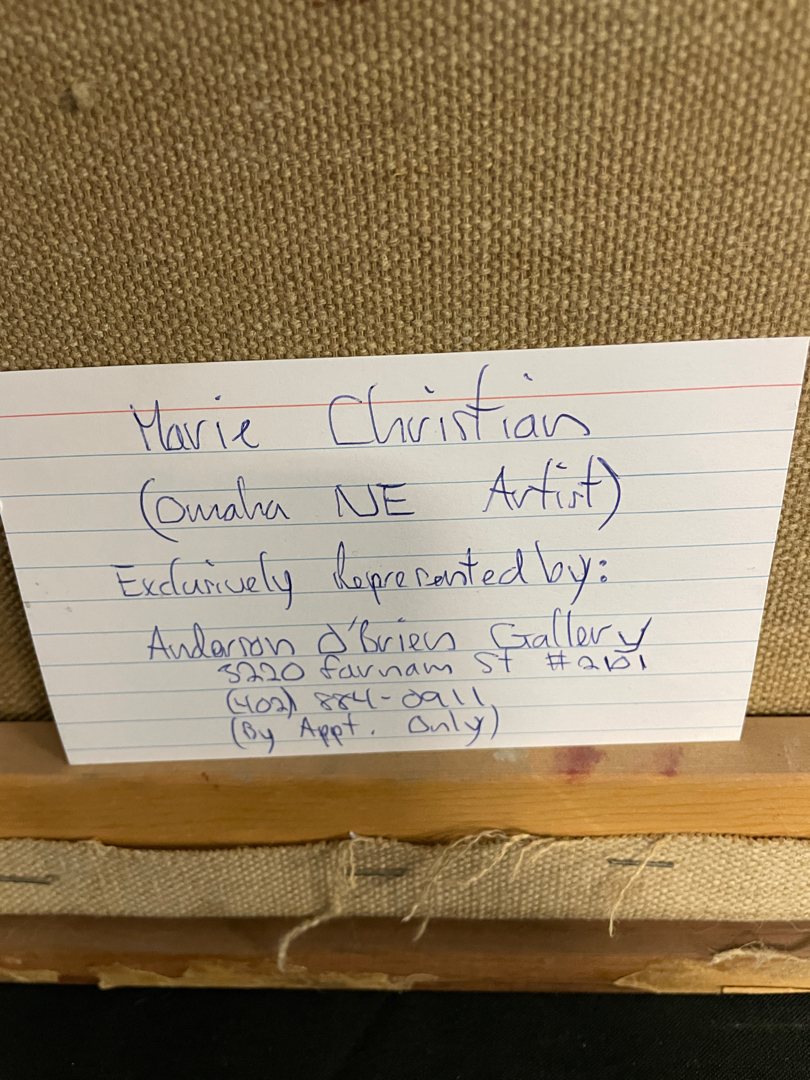 Marie Christian
(Omaha NE Artist)
Exclusively Represented by:
Anderson O'Brien Gallery
3220 Farnam St #2101
(402) 884-0911
(By Appt. Only)